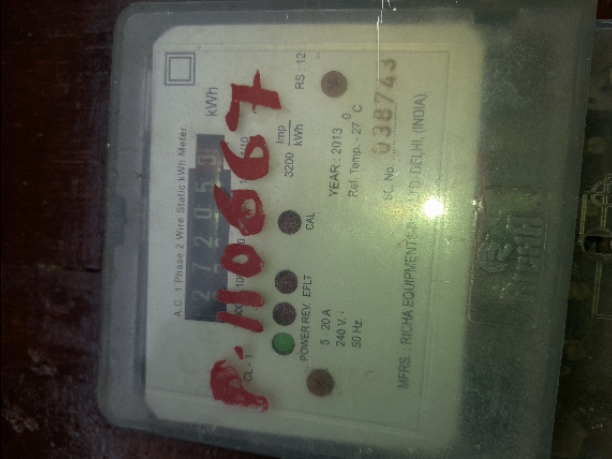 A.C. 1 Phase 2 Wire Static kWh Meter.
272053 kWh
P-110667
CL - 1
POWER REV. EFLT CAL
3200 Imp/kWh
RS : 12
5 - 20 A
240 V.
50 Hz.
YEAR : 2013
Ref. Temp. - 27 °C
SL. No. 038743
MFRS. : RICHA EQUIPMENTS LTD. DELHI. (INDIA)